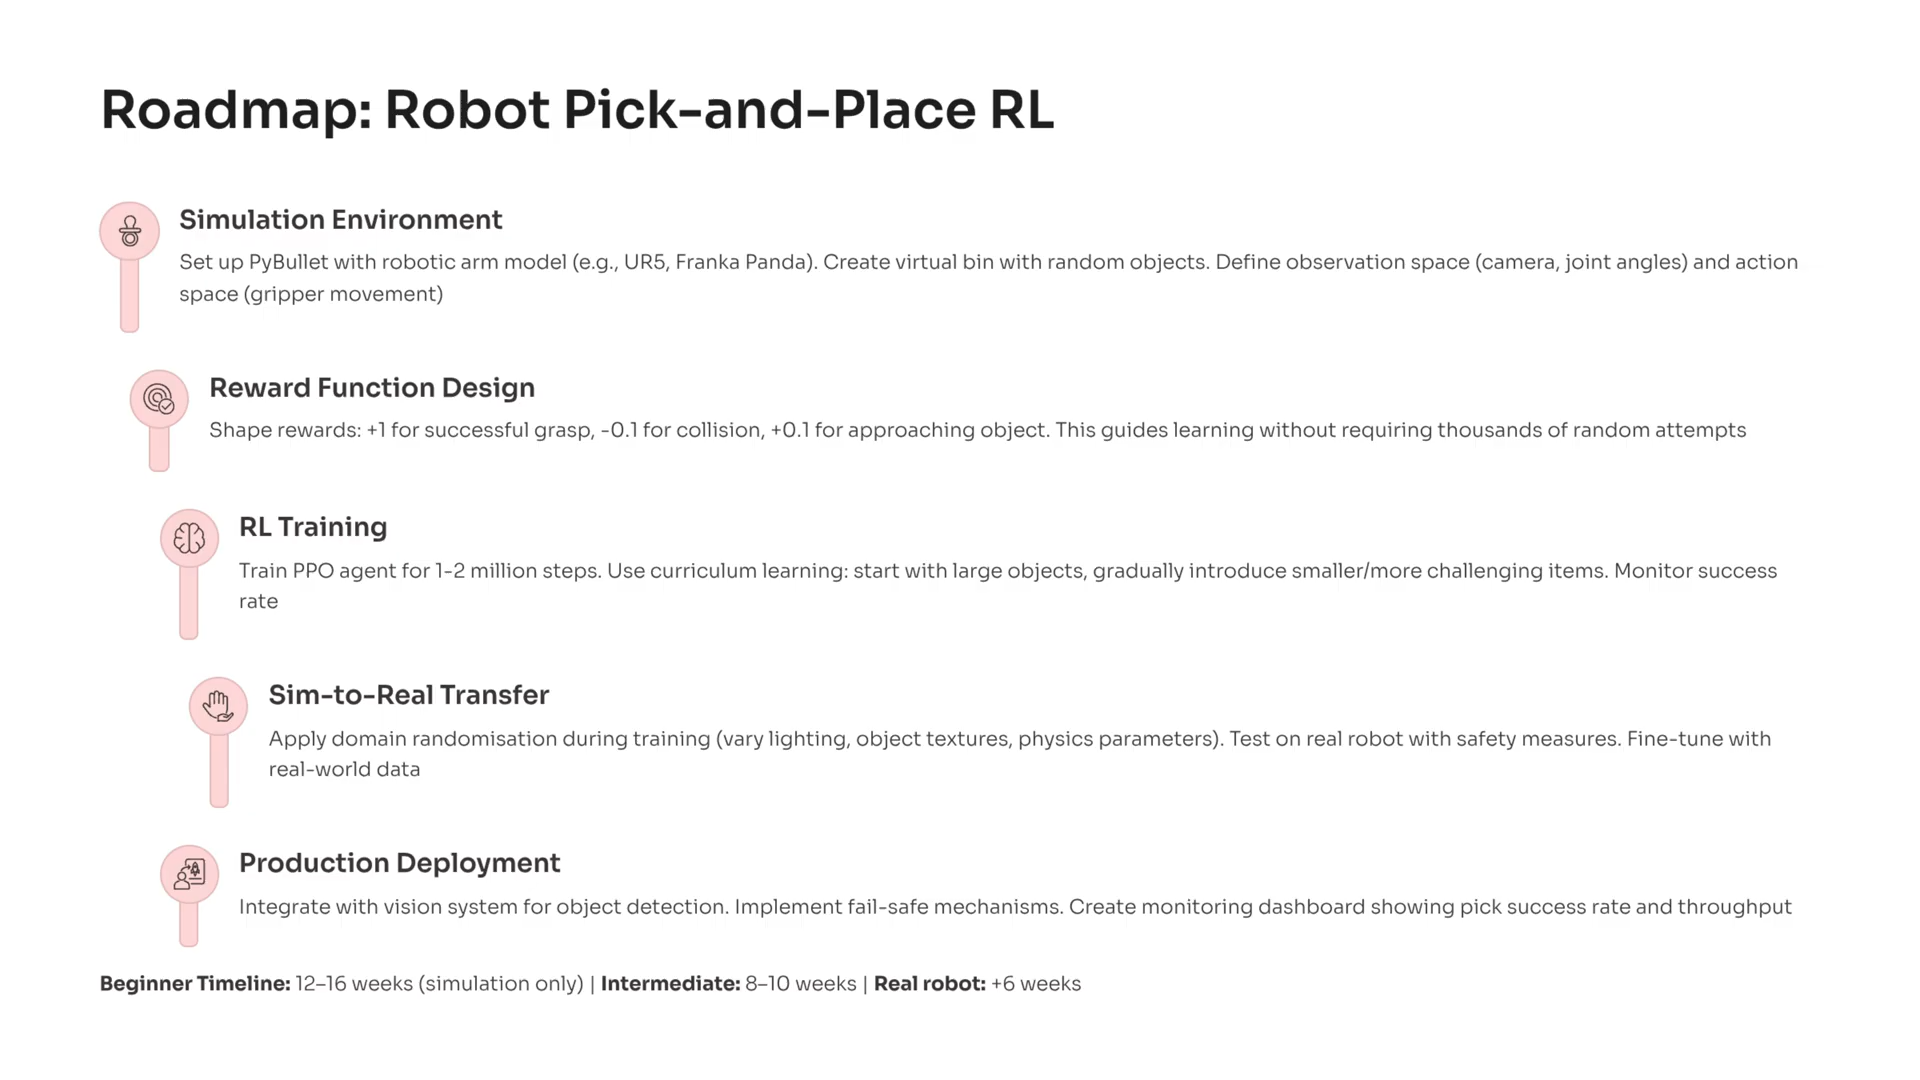 Roadmap: Robot Pick-and-Place RL
Simulation Environment
Set up PyBullet with robotic arm model (e.g., UR5, Franka Panda). Create virtual bin with random objects. Define observation space (camera, joint angles) and action
space (gripper movement)
Reward Function Design
Shape rewards: +1 for successful grasp, -0.1 for collision, +0.1 for approaching object. This guides learning without requiring thousands of random attempts
RL Training
Train PPO agent for 1-2 million steps. Use curriculum learning: start with large objects, gradually introduce smaller/more challenging items. Monitor success
rate
Sim-to-Real Transfer
Apply domain randomisation during training (vary lighting, object textures, physics parameters). Test on real robot with safety measures. Fine-tune with
real-world data
Production Deployment
Integrate with vision system for object detection. Implement fail-safe mechanisms. Create monitoring dashboard showing pick success rate and throughput
Beginner Timeline: 12–16 weeks (simulation only) | Intermediate: 8–10 weeks | Real robot: +6 weeks